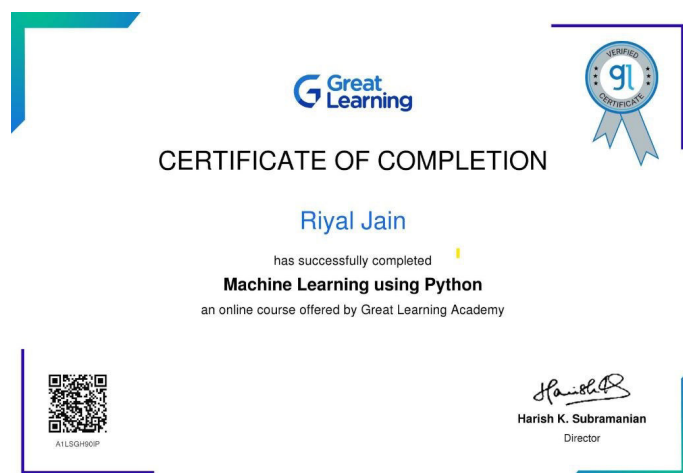 Great
Learning
VERIFIED
gl
CERTIFICATE
CERTIFICATE OF COMPLETION
Riyal Jain
has successfully completed
Machine Learning using Python
an online course offered by Great Learning Academy
A1LSGH90IP
Harish
Harish K. Subramanian
Director